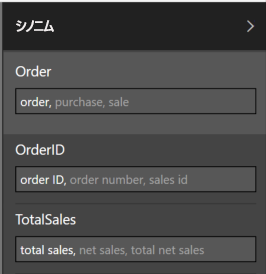 シノニム
Order
order, purchase, sale
OrderID
order ID, order number, sales id
TotalSales
total sales, net sales, total net sales